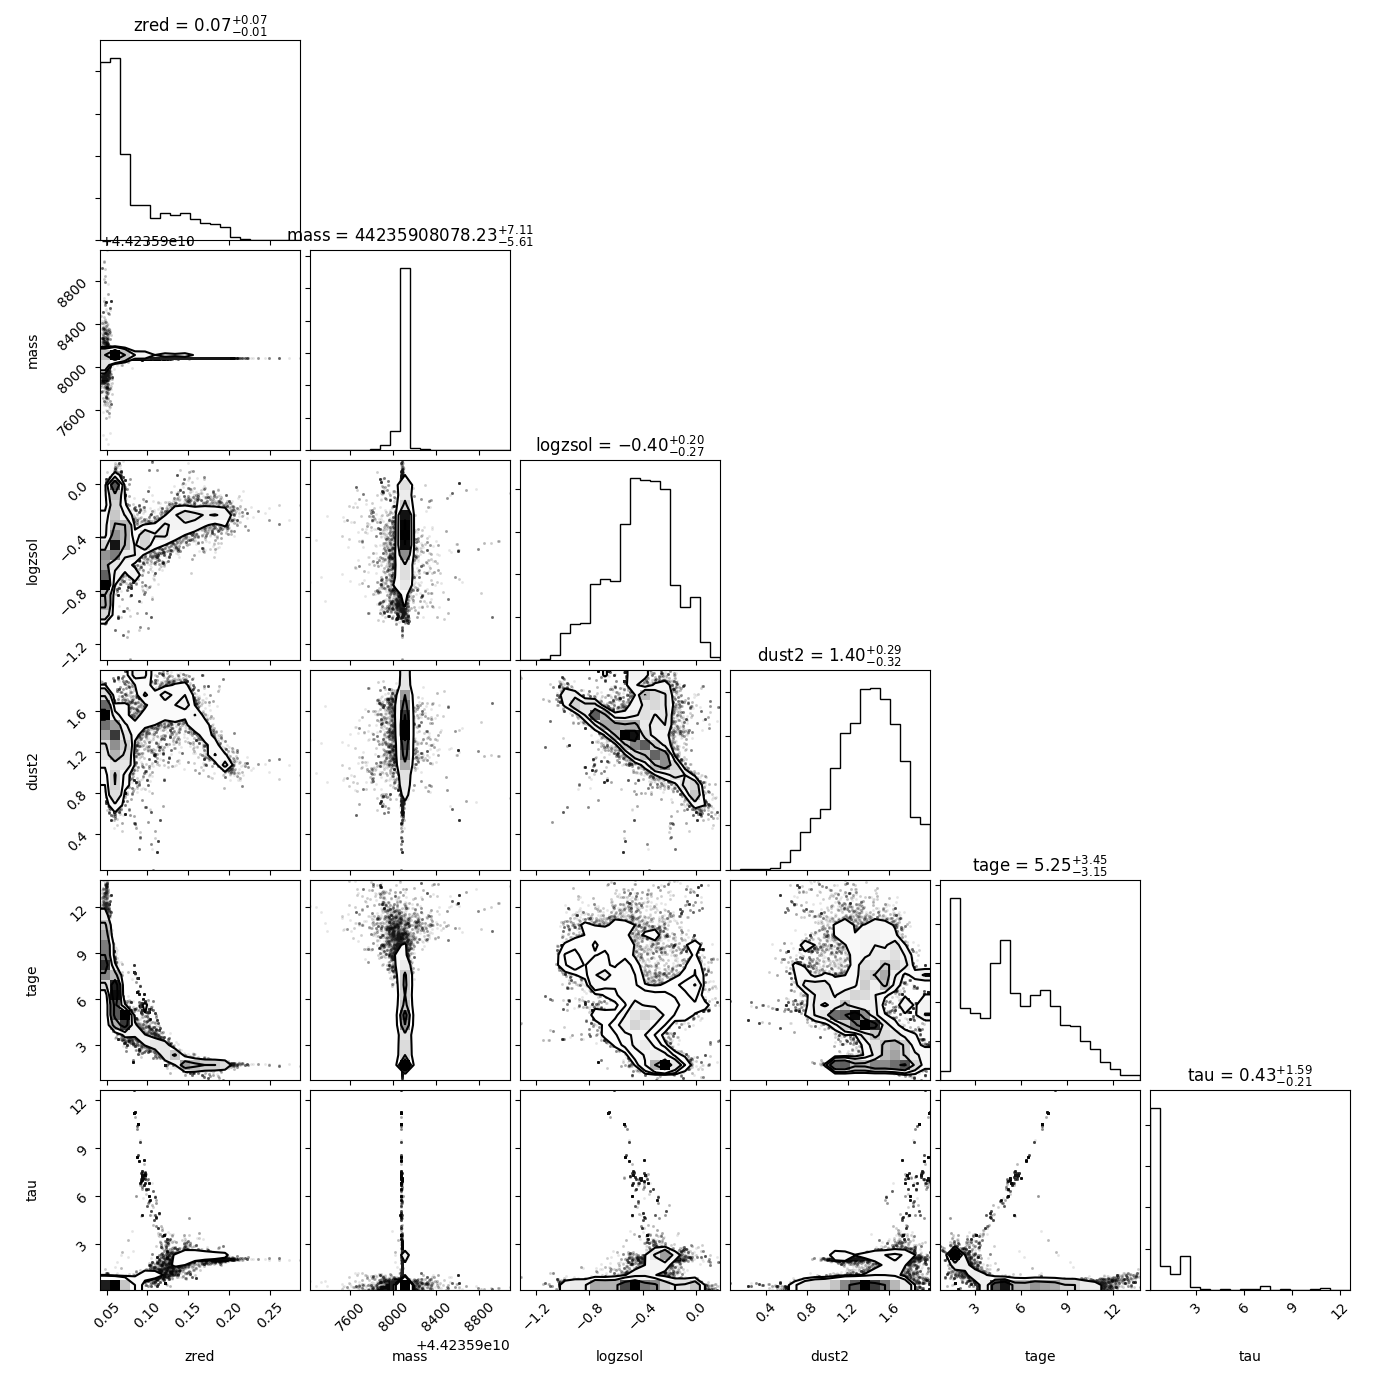 zred = 0.07 +0.07 −0.01
+4.42359e10
mass = 44235908078.23 +7.11 −5.61
mass
8800
8400
8000
7600
logzsol = −0.40 +0.20 −0.27
logzsol
0.0
−0.4
−0.8
−1.2
dust2 = 1.40 +0.29 −0.32
dust2
1.6
1.2
0.8
0.4
tage = 5.25 +3.45 −3.15
tage
12
9
6
3
tau = 0.43 +1.59 −0.21
tau
12
9
6
3
0.05 0.10 0.15 0.20 0.25
7600 8000 8400 8800
−1.2 −0.8 −0.4 0.0
0.4 0.8 1.2 1.6
3 6 9 12
3 6 9 12
+4.42359e10
zred mass logzsol dust2 tage tau